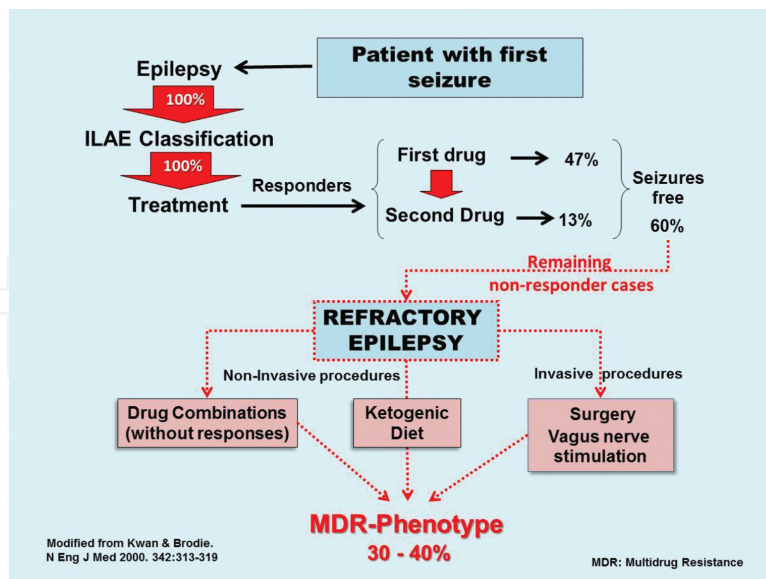 Patient with first
seizure
Epilepsy
100%
ILAE Classification
100%
Treatment
Responders
First drug
47%
Second Drug
13%
Seizures
free
60%
Remaining
non-responder cases
REFRACTORY
EPILEPSY
Non-Invasive procedures
Invasive procedures
Drug Combinations
(without responses)
Ketogenic
Diet
Surgery
Vagus nerve
stimulation
MDR-Phenotype
30 - 40%
Modified from Kwan & Brodie.
N Eng J Med 2000. 342:313-319
MDR: Multidrug Resistance